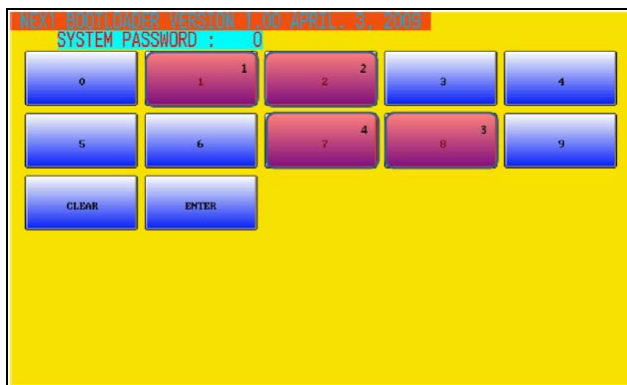 NEXT BOOTLOADER VERSION 1.00 APRIL, 3, 2009
SYSTEM PASSWORD : 0
0 1 1 2 2 3 4
5 6 7 4 8 3 9
CLEAR ENTER